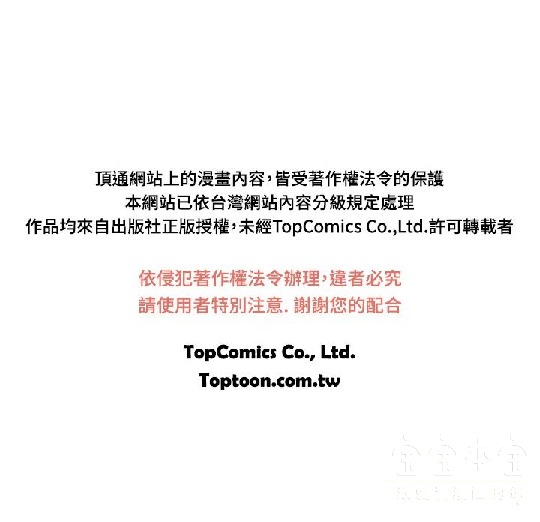 頂通網站上的漫畫內容，皆受著作權法令的保護
本網站已依台灣網站內容分級規定處理
作品均來自出版社正版授權，未經TopComics Co.,Ltd.許可轉載者
依侵犯著作權法令辦理，違者必究
請使用者特別注意. 謝謝您的配合
TopComics Co., Ltd.
Toptoon.com.tw